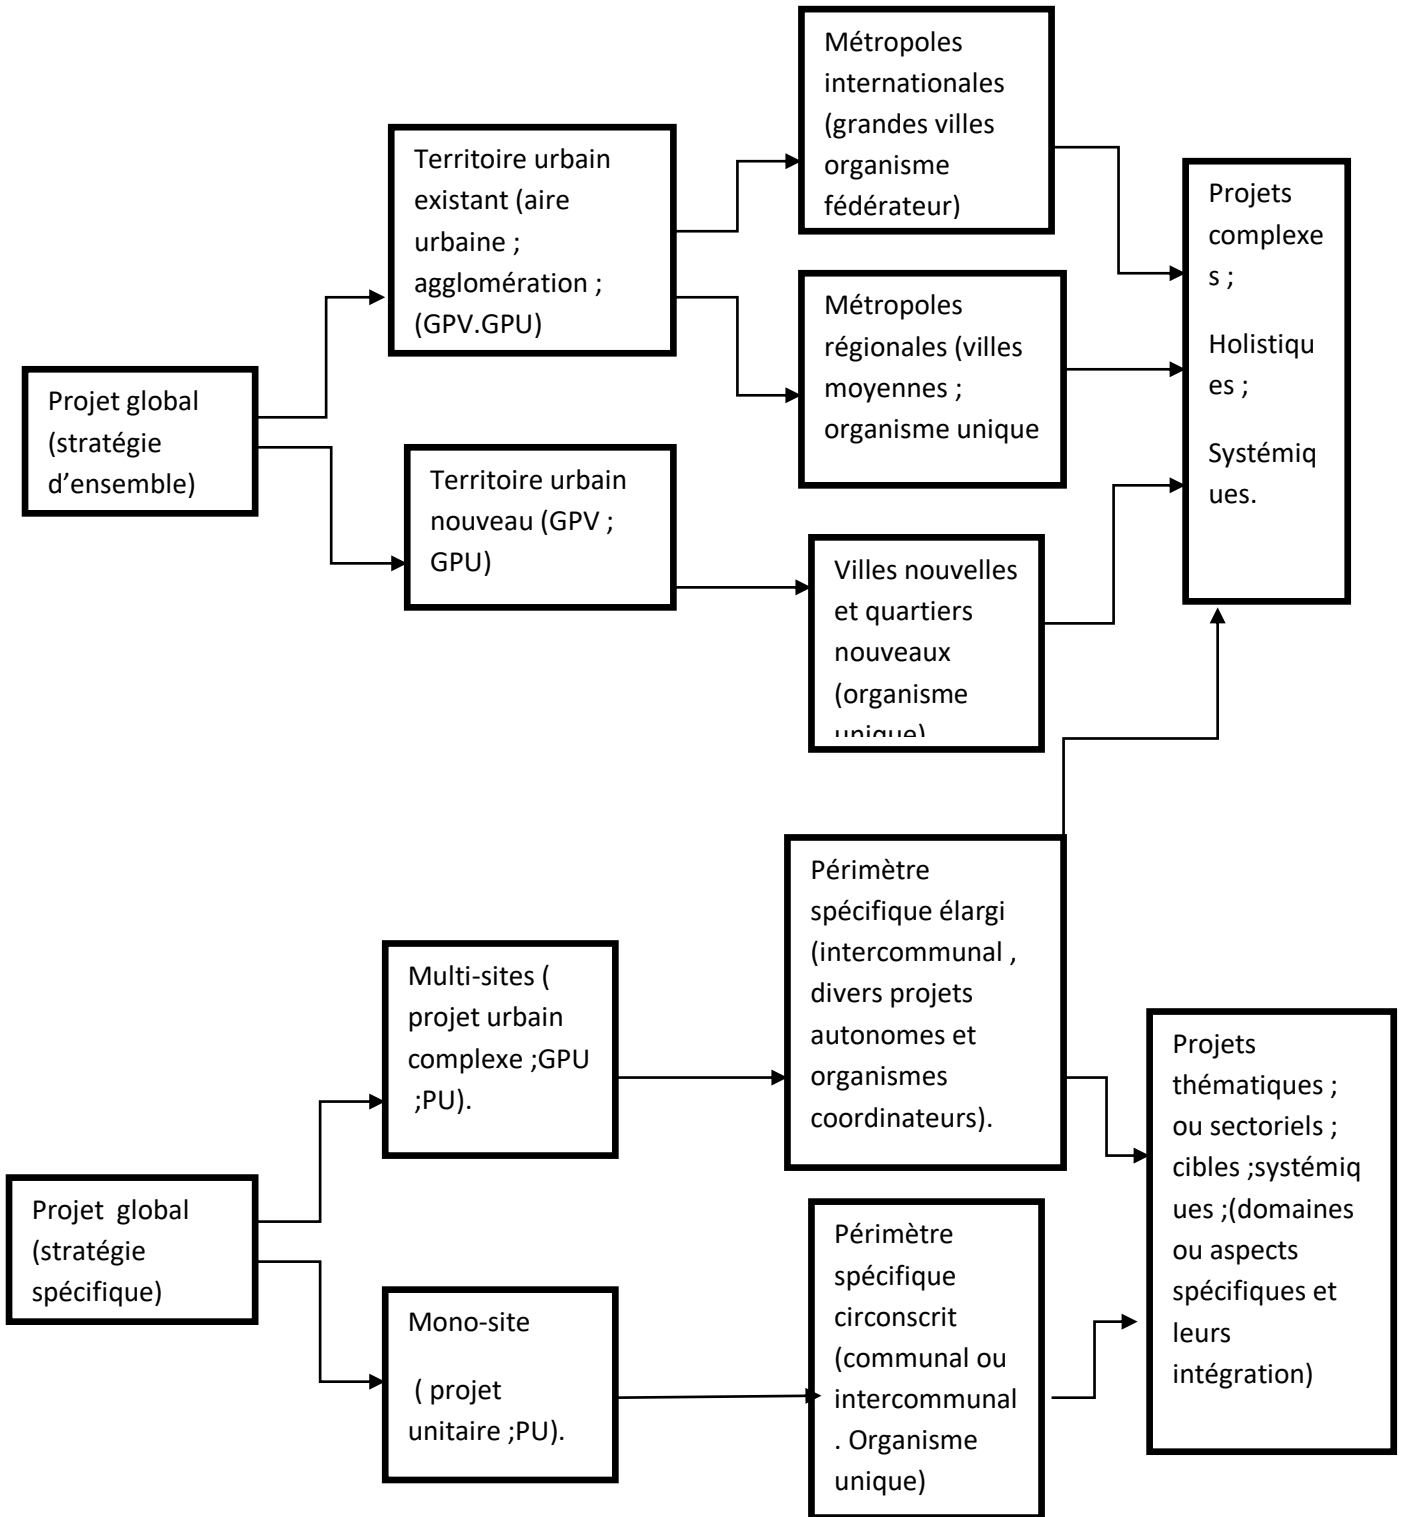 Métropoles
internationales
(grandes villes
organisme
fédérateur)
Territoire urbain
existant (aire
urbaine ;
agglomération ;
(GPV.GPU)
Projets
complexe
s ;
Holistiqu
es ;
Systémiq
ues.
Métropoles
régionales (villes
moyennes ;
organisme unique
Projet global
(stratégie
d’ensemble)
Territoire urbain
nouveau (GPV ;
GPU)
Villes nouvelles
et quartiers
nouveaux
(organisme
unique)
Périmètre
spécifique élargi
(intercommunal ,
divers projets
autonomes et
organismes
coordinateurs).
Multi-sites (
projet urbain
complexe ;GPU
;PU).
Projets
thématiques ;
ou sectoriels ;
cibles ;systémiq
ues ;(domaines
ou aspects
spécifiques et
leurs
intégration)
Projet  global
(stratégie
spécifique)
Périmètre
spécifique
circonscrit
(communal ou
intercommunal
. Organisme
unique)
Mono-site
( projet
unitaire ;PU).